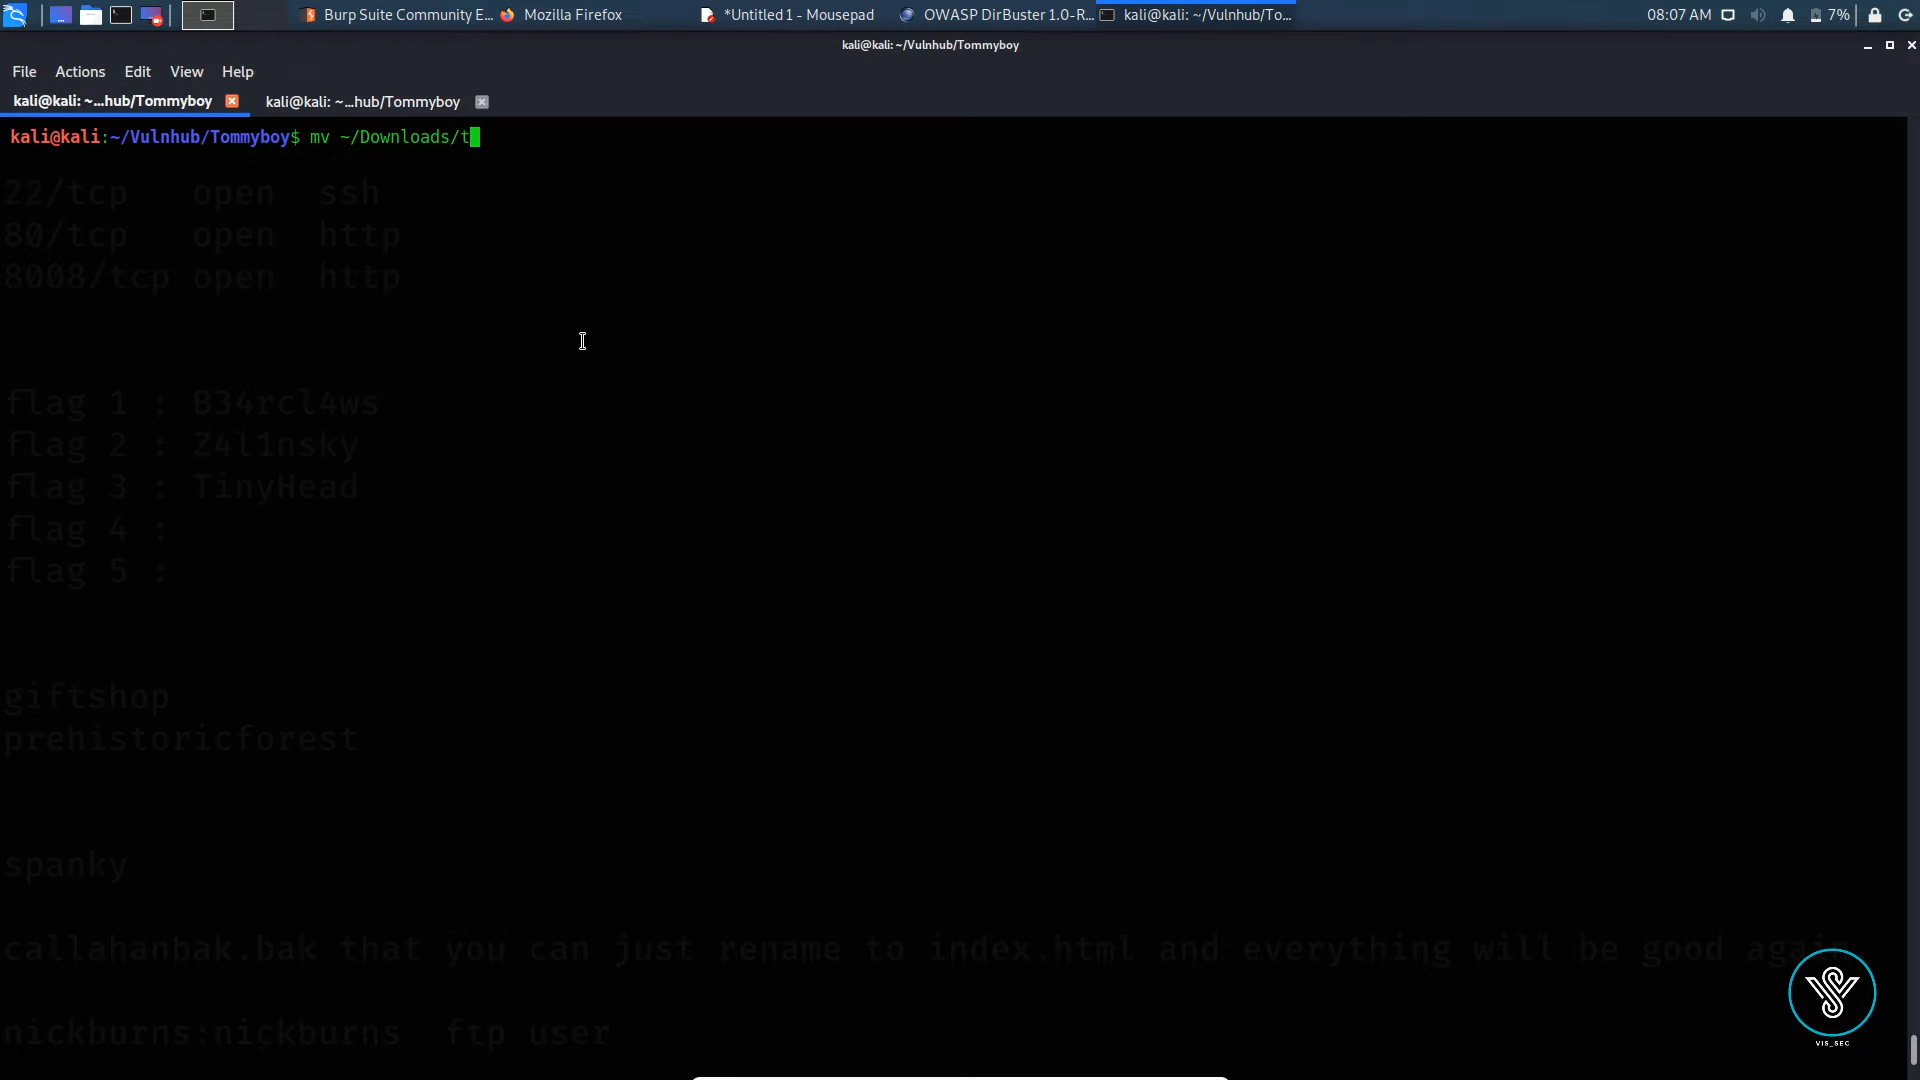 Burp Suite Community E...
Mozilla Firefox
*Untitled 1 - Mousepad
OWASP DirBuster 1.0-R...
kali@kali: ~/Vulnhub/To...
08:07 AM
7%
kali@kali: ~/Vulnhub/Tommyboy
File Actions Edit View Help
kali@kali: ~...hub/Tommyboy
kali@kali: ~...hub/Tommyboy
kali@kali:~/Vulnhub/Tommyboy$ mv ~/Downloads/t
22/tcp open ssh
80/tcp open http
8008/tcp open http
flag 1 : B34rcl4ws
flag 2 : Z4l1nsky
flag 3 : TinyHead
flag 4 :
flag 5 :
giftshop
prehistoricforest
spanky
callahanbak.bak that you can just rename to index.html and everything will be good again
nickburns:nickburns ftp user
VIS_SEC